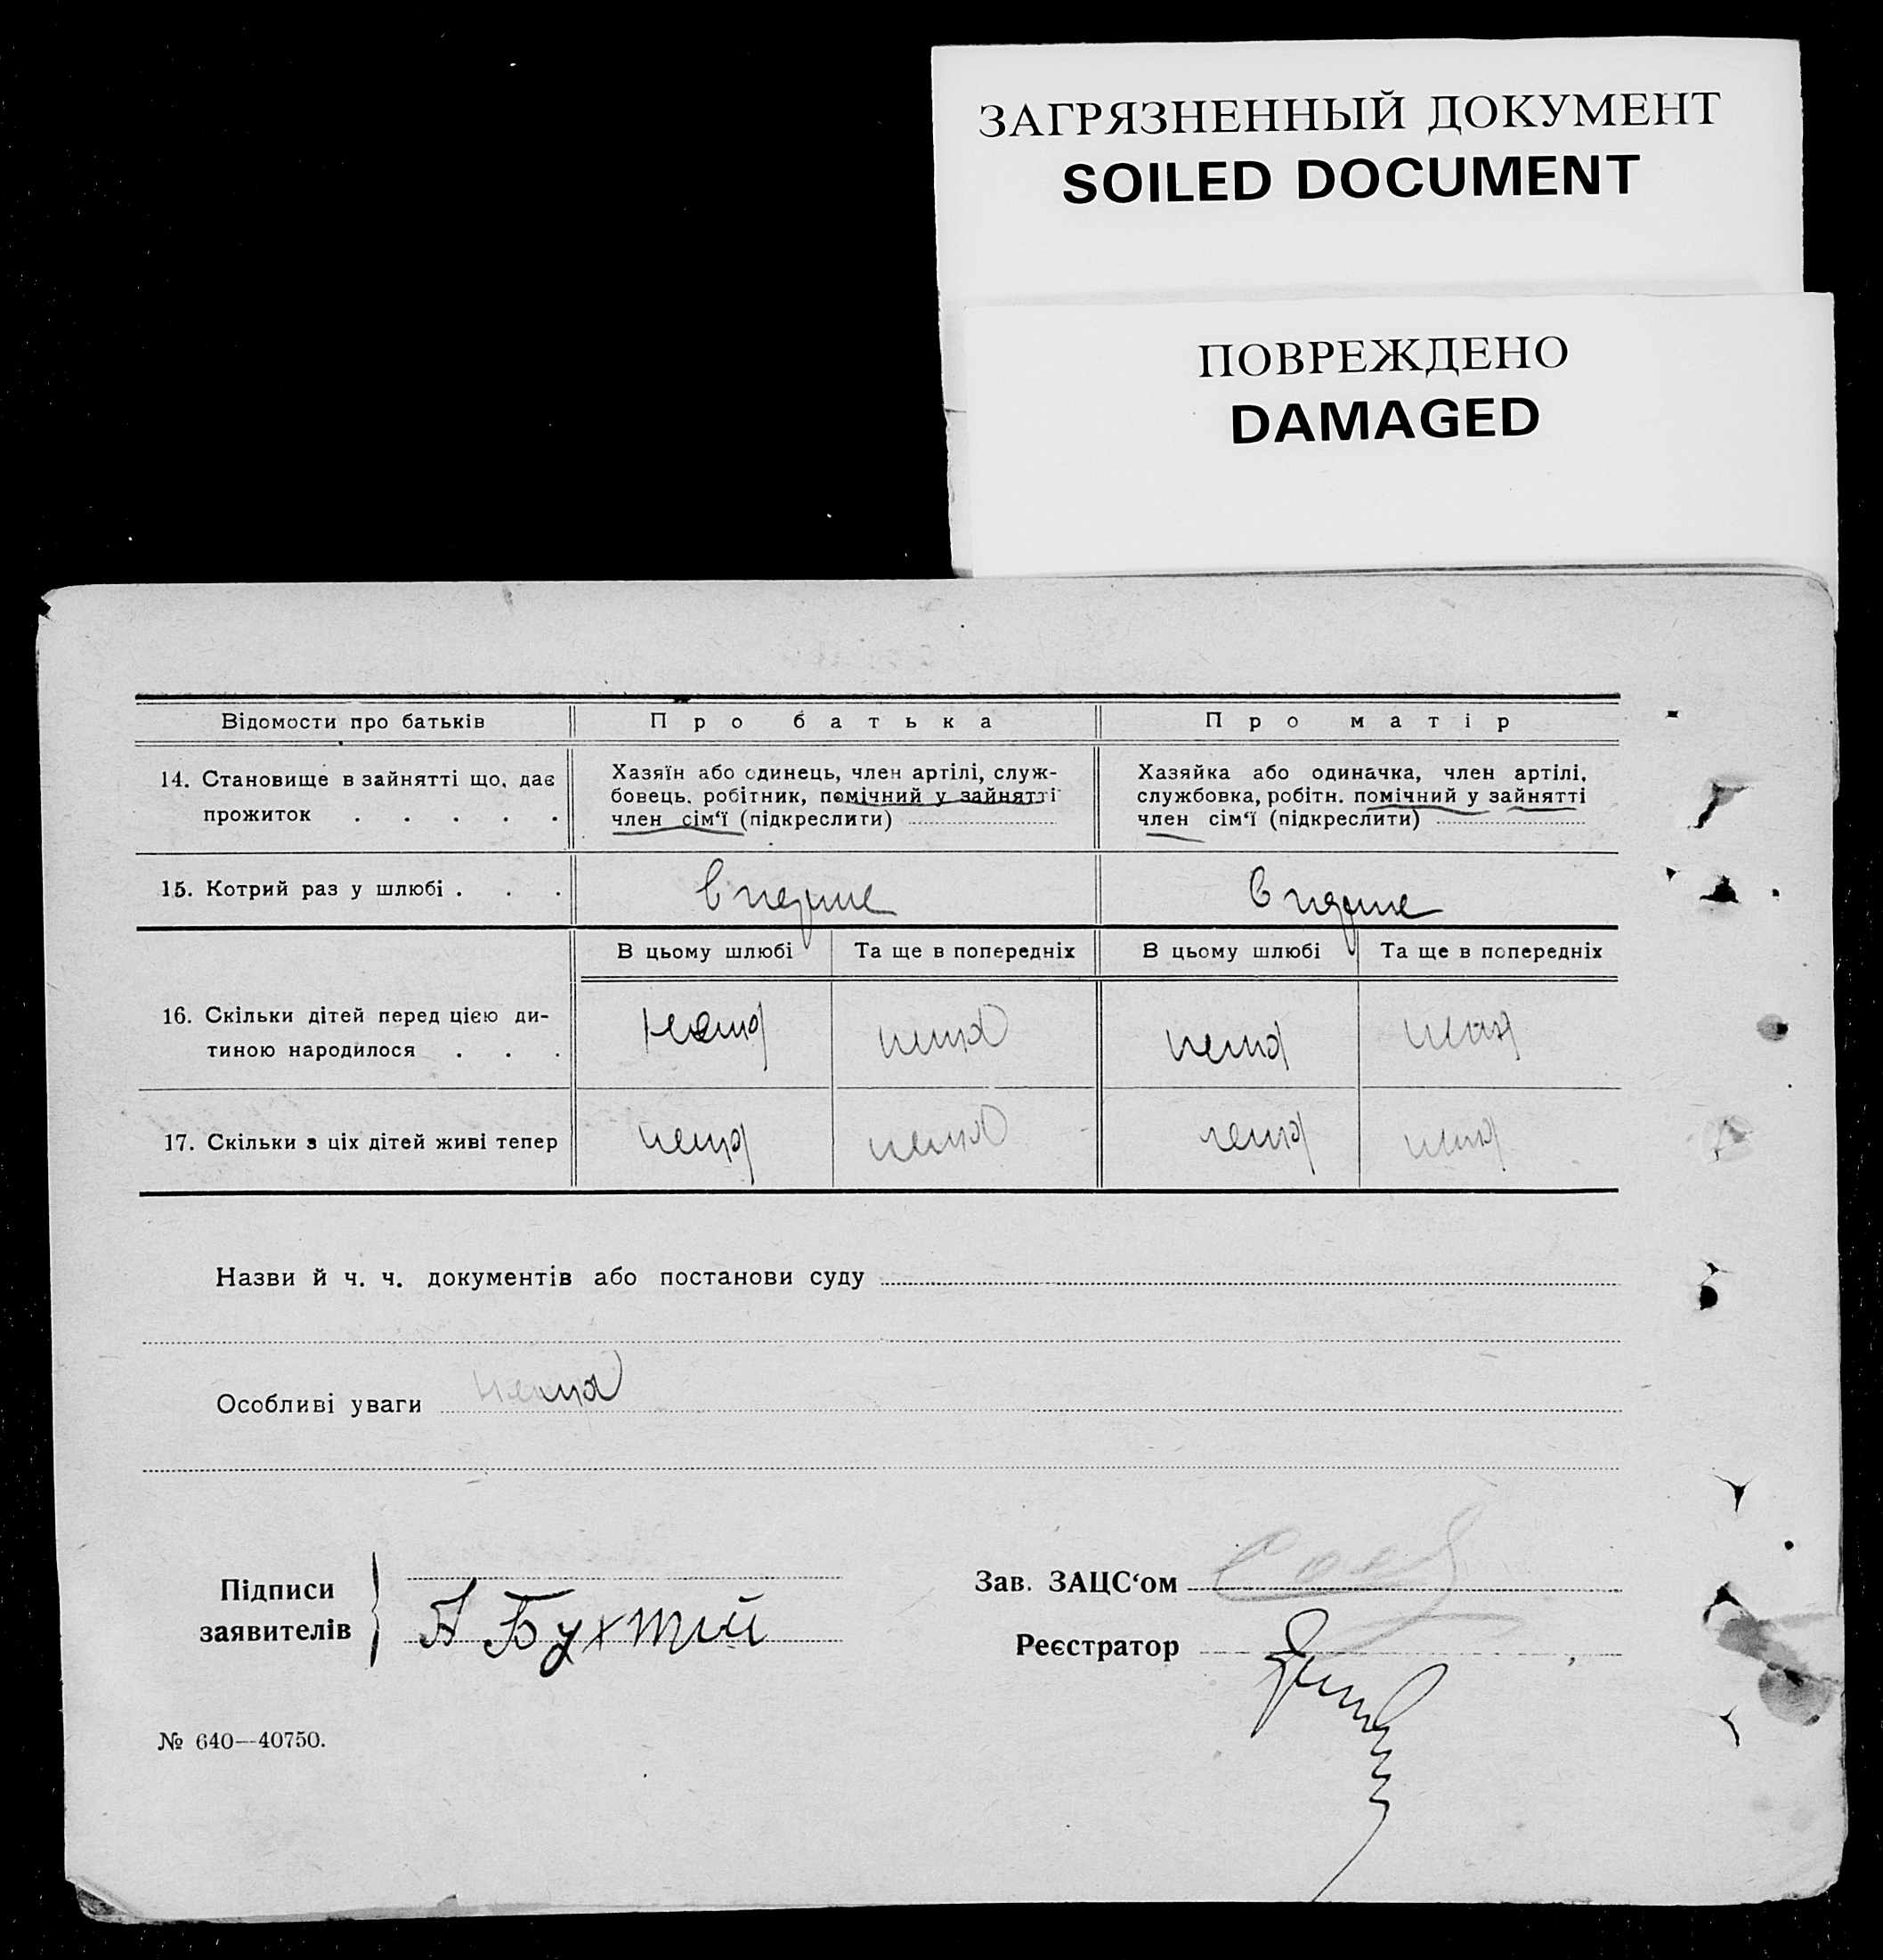 ЗАГРЯЗНЕННЫЙ ДОКУМЕНТ
SOILED DOCUMENT
ПОВРЕЖДЕНО
DAMAGED
Відомости про батьків Про батька Про матір
14. Становище в зайнятті що, дає прожиток . . . . .
Хазяїн або одинець, член артілі, служ-
бовець, робітник, помічний у зайнятті
член сім‘ї (підкреслити)
Хазяйка або одиначка, член артілі,
службовка, робітн. помічний у зайнятті
член сім‘ї (підкреслити)
15. Котрий раз у шлюбі . . . В перше В перше
В цьому шлюбі Та ще в попередніх В цьому шлюбі Та ще в попередніх
16. Скільки дітей перед цією ди-
тиною народилося . . . нема нема нема нема
17. Скільки з ціх дітей живі тепер нема нема нема нема
Назви й ч. ч. документів або постанови суду
Особливі уваги нема
Підписи
заявителів
А Бухтій
Зав. ЗАЦС‘ом
Реєстратор
№ 640—40750.